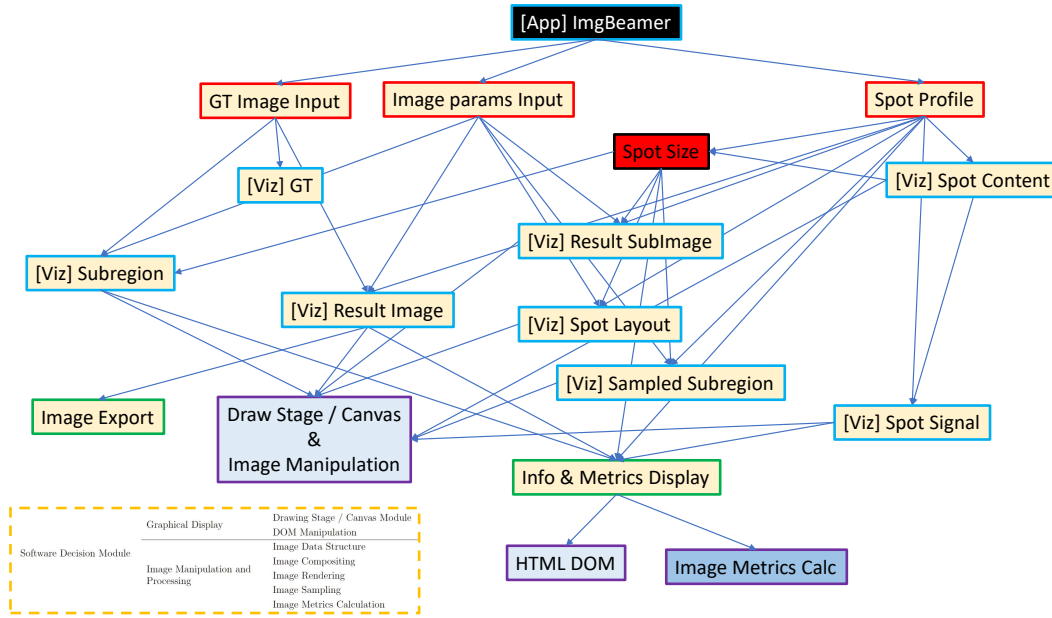 [App] ImgBeamer
GT Image Input
Image params Input
Spot Profile
Spot Size
[Viz] GT
[Viz] Spot Content
[Viz] Result SubImage
[Viz] Subregion
[Viz] Result Image
[Viz] Spot Layout
[Viz] Sampled Subregion
Image Export
Draw Stage / Canvas
&
Image Manipulation
[Viz] Spot Signal
Info & Metrics Display
HTML DOM
Image Metrics Calc
Software Decision Module
Graphical Display
Drawing Stage / Canvas Module
DOM Manipulation
Image Manipulation and
Processing
Image Data Structure
Image Compositing
Image Rendering
Image Sampling
Image Metrics Calculation